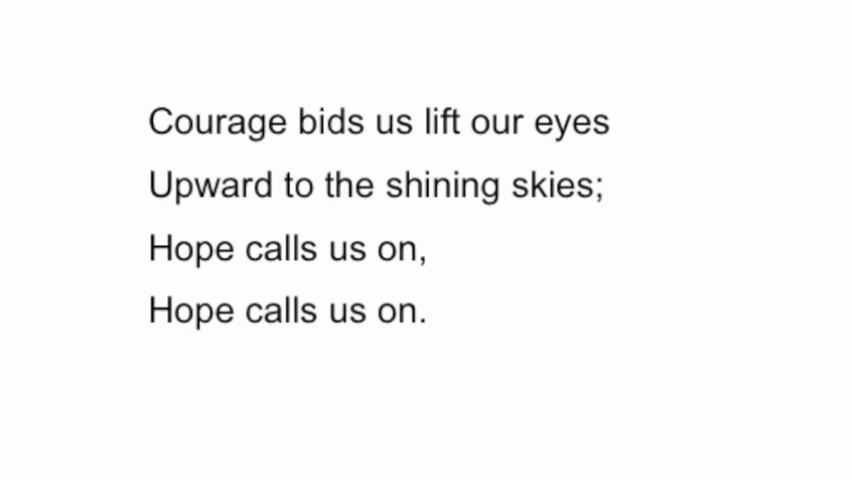 Courage bids us lift our eyes
Upward to the shining skies;
Hope calls us on,
Hope calls us on.